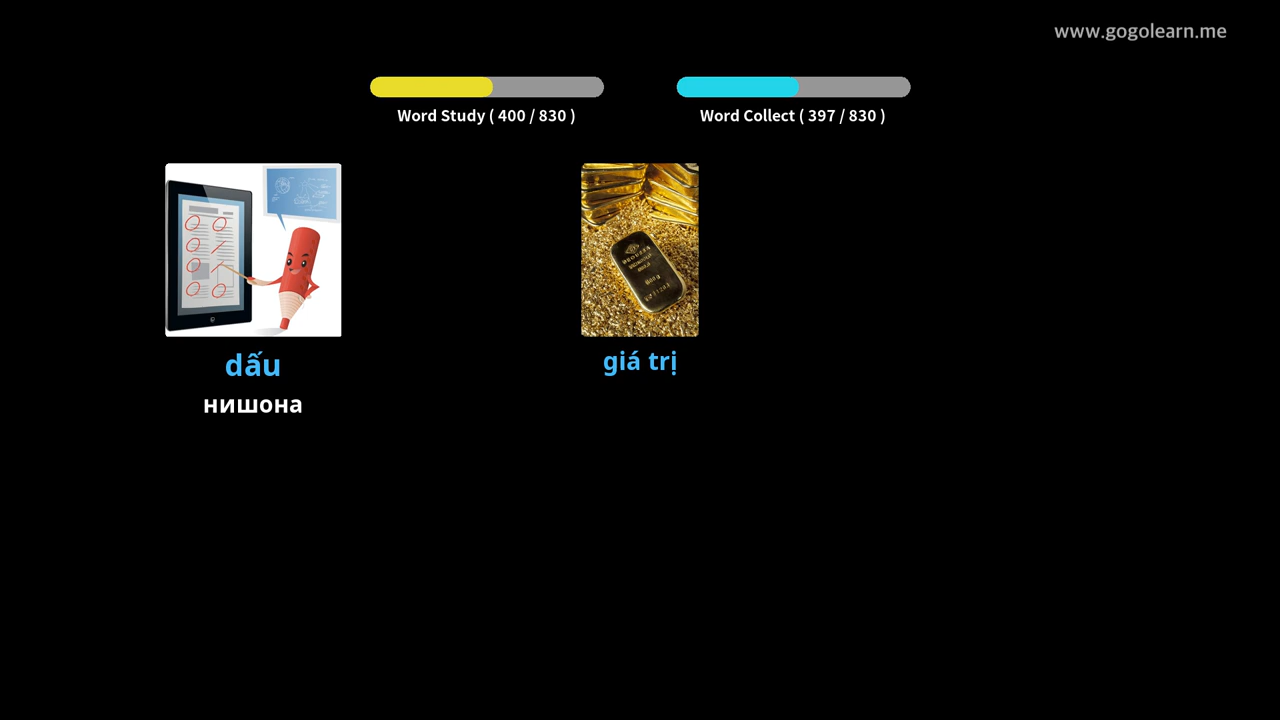 www.gogolearn.me
Word Study ( 400 / 830 )
Word Collect ( 397 / 830 )
dấu
нишона
giá trị